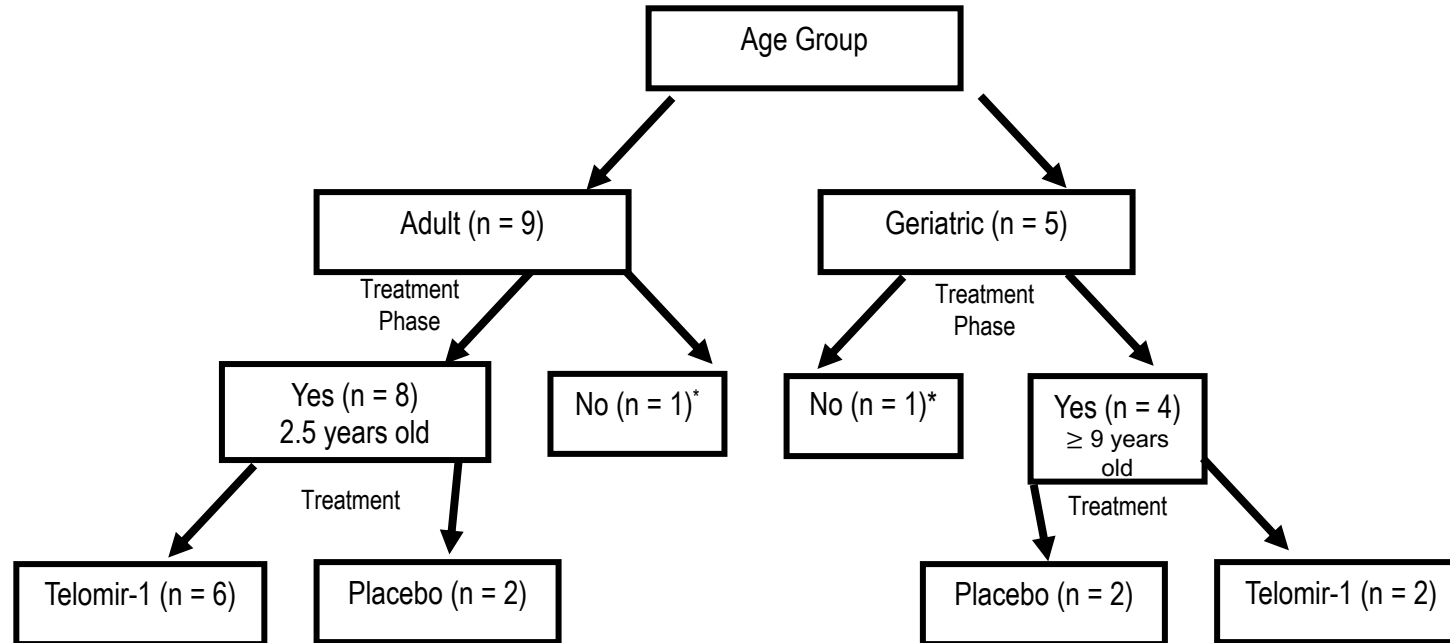 Age Group
Adult (n = 9)
Geriatric (n = 5)
Treatment
Phase
Treatment
Phase
Yes (n = 8)
2.5 years old
No (n = 1)*
No (n = 1)*
Yes (n = 4)
≥ 9 years
old
Treatment
Treatment
Telomir-1 (n = 6)
Placebo (n = 2)
Placebo (n = 2)
Telomir-1 (n = 2)